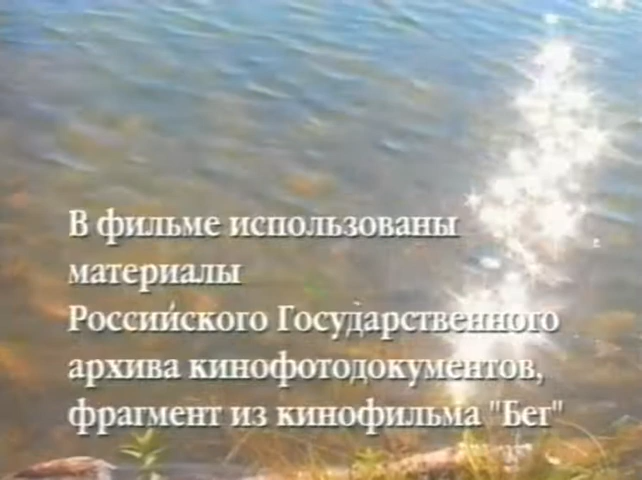 В фильме использованы
материалы
Российского Государственного
архива кинофотодокументов,
фрагмент из кинофильма "Бег"